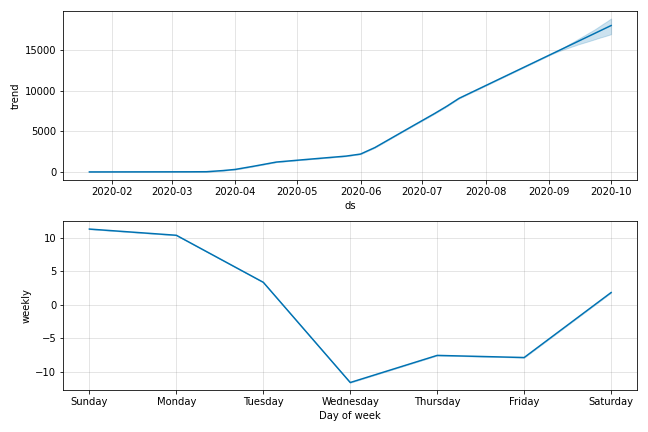 15000
10000
5000
0
trend
2020-02 2020-03 2020-04 2020-05 2020-06 2020-07 2020-08 2020-09 2020-10
ds
10
5
0
−5
−10
weekly
Sunday Monday Tuesday Wednesday Thursday Friday Saturday
Day of week